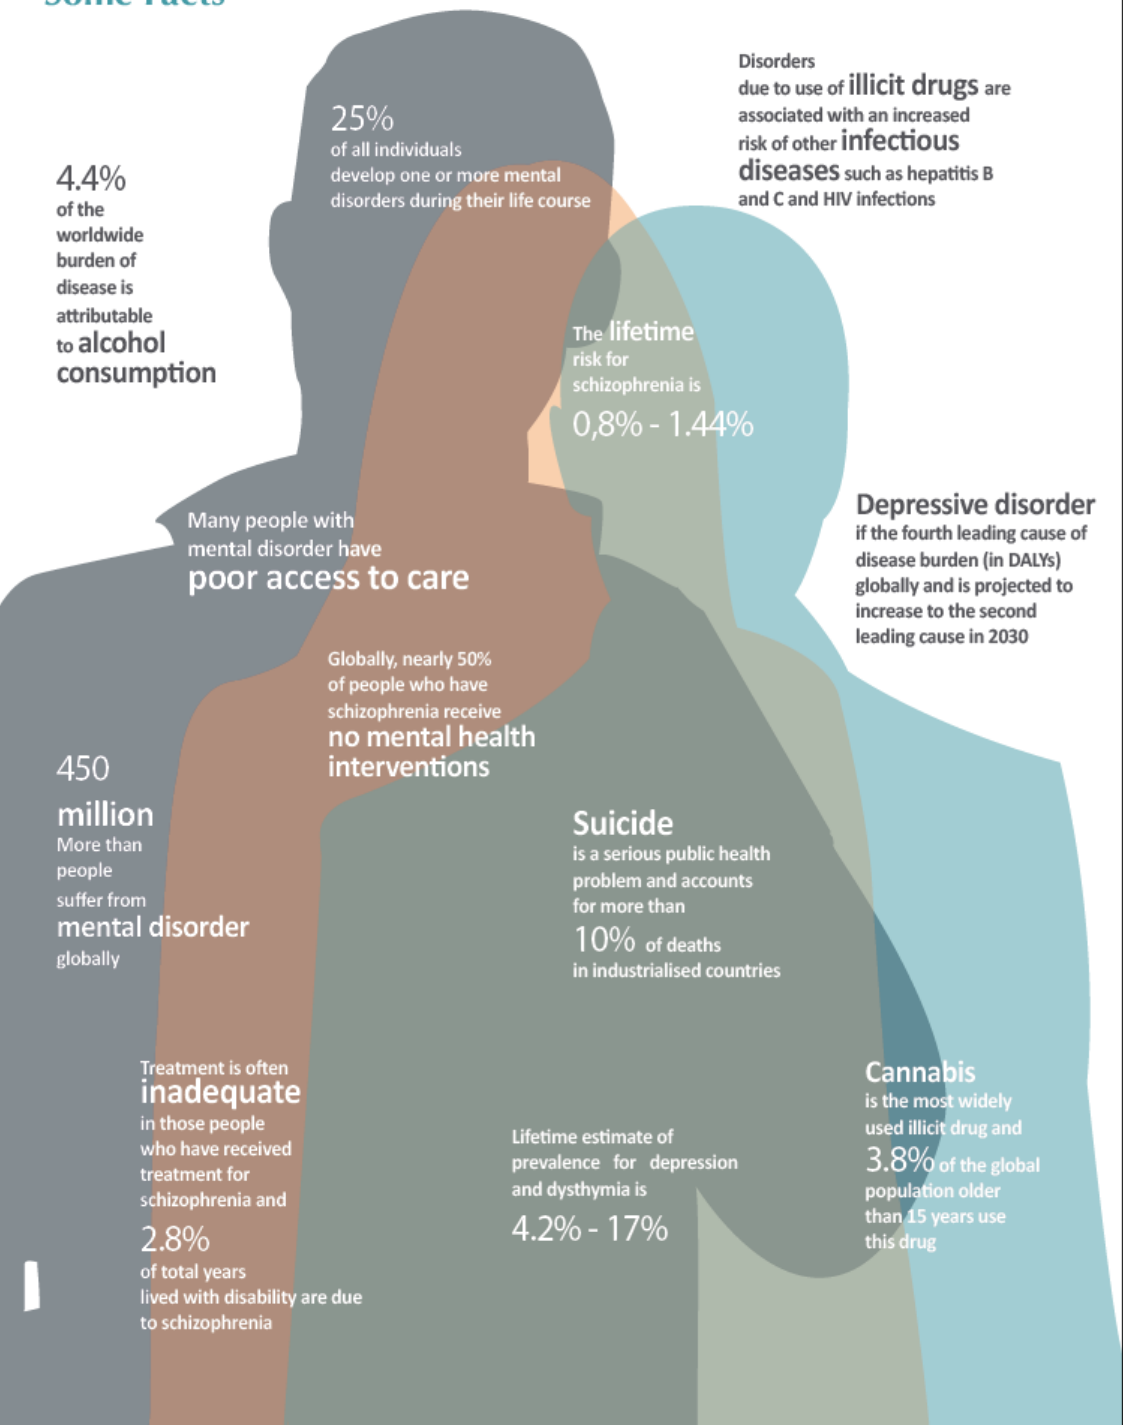 Some Facts
25%
of all individuals
develop one or more mental
disorders during their life course
Disorders
due to use of illicit drugs are
associated with an increased
risk of other infectious
diseases such as hepatitis B
and C and HIV infections
4.4%
of the
worldwide
burden of
disease is
attributable
to alcohol
consumption
The lifetime
risk for
schizophrenia is
0,8% - 1.44%
Many people with
mental disorder have
poor access to care
Depressive disorder
if the fourth leading cause of
disease burden (in DALYs)
globally and is projected to
increase to the second
leading cause in 2030
Globally, nearly 50%
of people who have
schizophrenia receive
no mental health
interventions
450
million
More than
people
suffer from
mental disorder
globally
Suicide
is a serious public health
problem and accounts
for more than
10% of deaths
in industrialised countries
Treatment is often
inadequate
in those people
who have received
treatment for
schizophrenia and
2.8%
of total years
lived with disability are due
to schizophrenia
Lifetime estimate of
prevalence for depression
and dysthymia is
4.2% - 17%
Cannabis
is the most widely
used illicit drug and
3.8% of the global
population older
than 15 years use
this drug